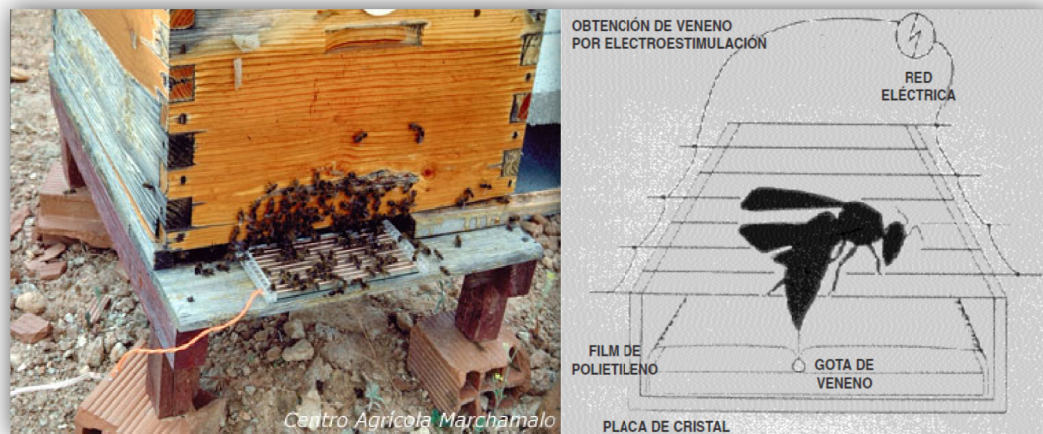 OBTENCIÓN DE VENENO
POR ELECTROESTIMULACIÓN
RED
ELÉCTRICA
FILM DE
POLIETILENO
GOTA DE
VENENO
PLACA DE CRISTAL
Centro Agrícola Marchamalo